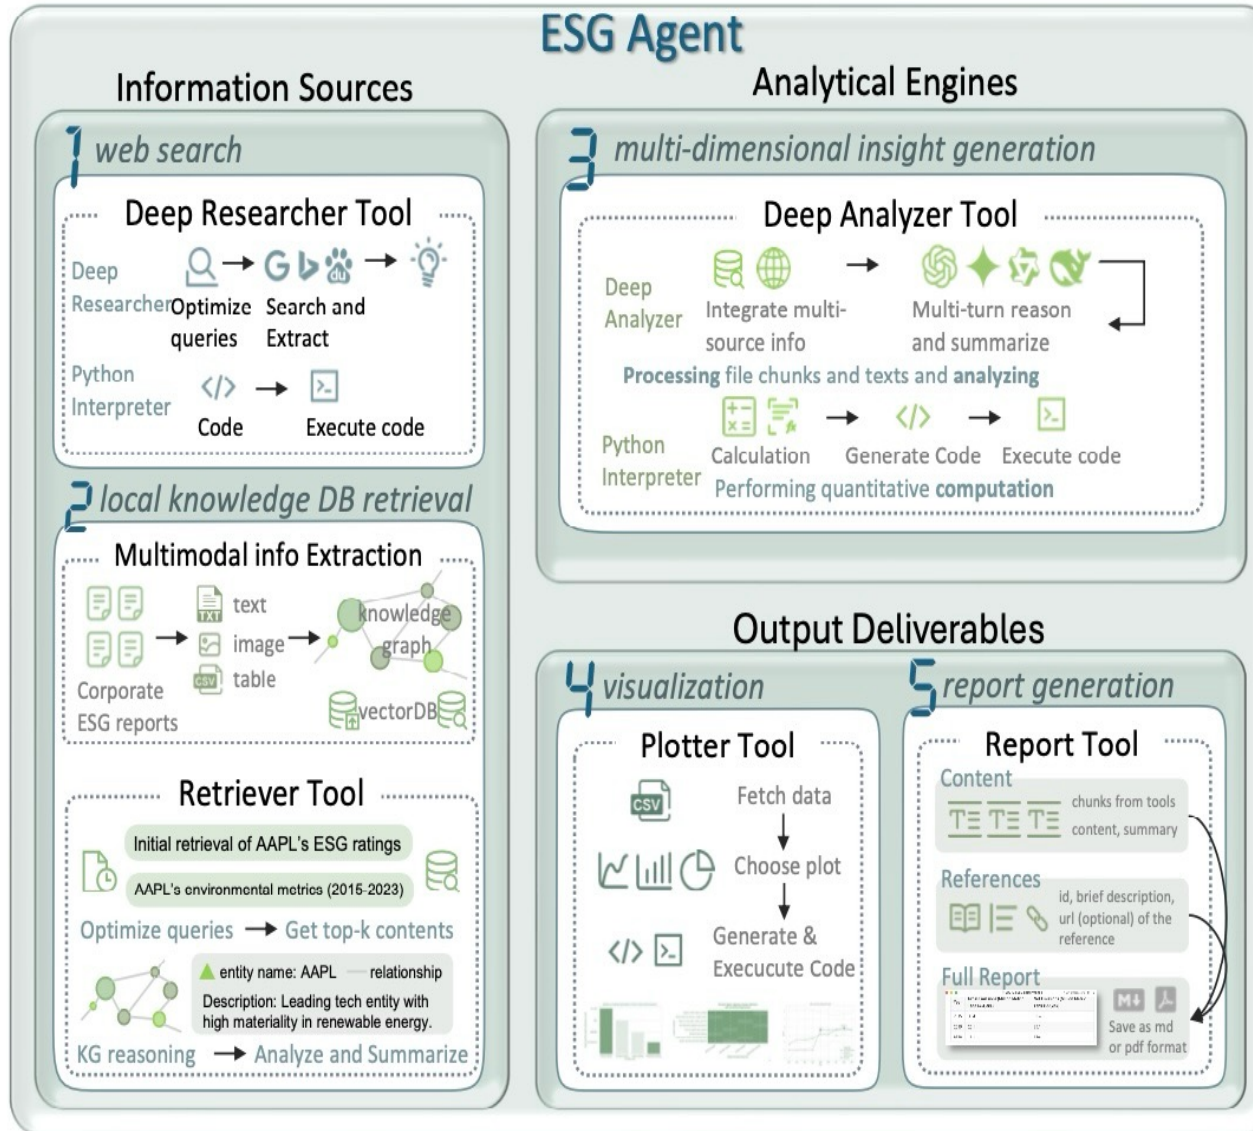 ESG Agent
Information Sources
1 web search
Deep Researcher Tool
Deep
Researcher
Optimize
queries
Search and
Extract
du
Python
Interpreter
Code
Execute code
2 local knowledge DB retrieval
Multimodal info Extraction
Corporate
ESG reports
TXT
text
image
CSV
table
knowledge
graph
vectorDB
Retriever Tool
Initial retrieval of AAPL's ESG ratings
AAPL's environmental metrics (2015-2023)
Optimize queries
Get top-k contents
entity name: AAPL
relationship
Description: Leading tech entity with
high materiality in renewable energy.
KG reasoning
Analyze and Summarize
Analytical Engines
3 multi-dimensional insight generation
Deep Analyzer Tool
Deep
Analyzer
Integrate multi-
source info
Multi-turn reason
and summarize
Processing file chunks and texts and analyzing
Python
Interpreter
Calculation
Generate Code
Execute code
Performing quantitative computation
Output Deliverables
4 visualization
Plotter Tool
CSV
Fetch data
Choose plot
Generate &
Execucute Code
5 report generation
Report Tool
Content
chunks from tools
content, summary
References
id, brief description,
url (optional) of the
reference
Full Report
M↓
Save as md
or pdf format